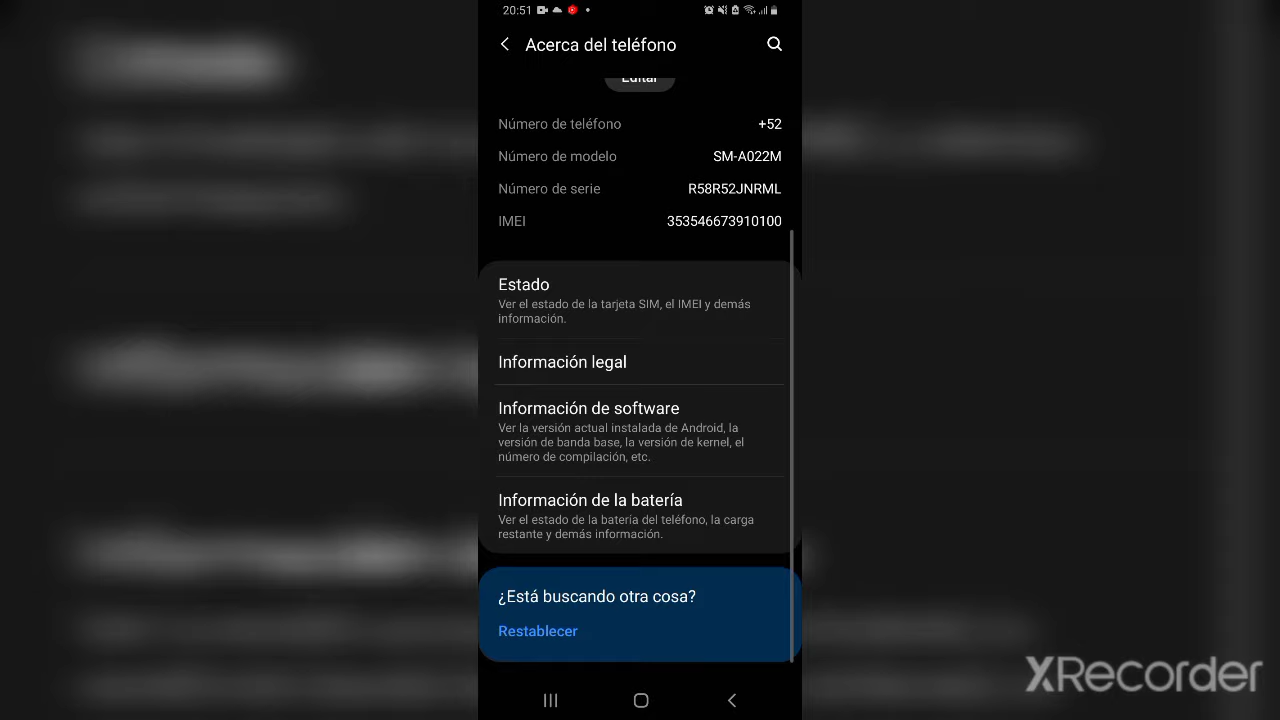 20:51
Acerca del teléfono
Editar
Número de teléfono +52
Número de modelo SM-A022M
Número de serie R58R52JNRML
IMEI 353546673910100
Estado
Ver el estado de la tarjeta SIM, el IMEI y demás
información.
Información legal
Información de software
Ver la versión actual instalada de Android, la
versión de banda base, la versión de kernel, el
número de compilación, etc.
Información de la batería
Ver el estado de la batería del teléfono, la carga
restante y demás información.
¿Está buscando otra cosa?
Restablecer
XRecorder